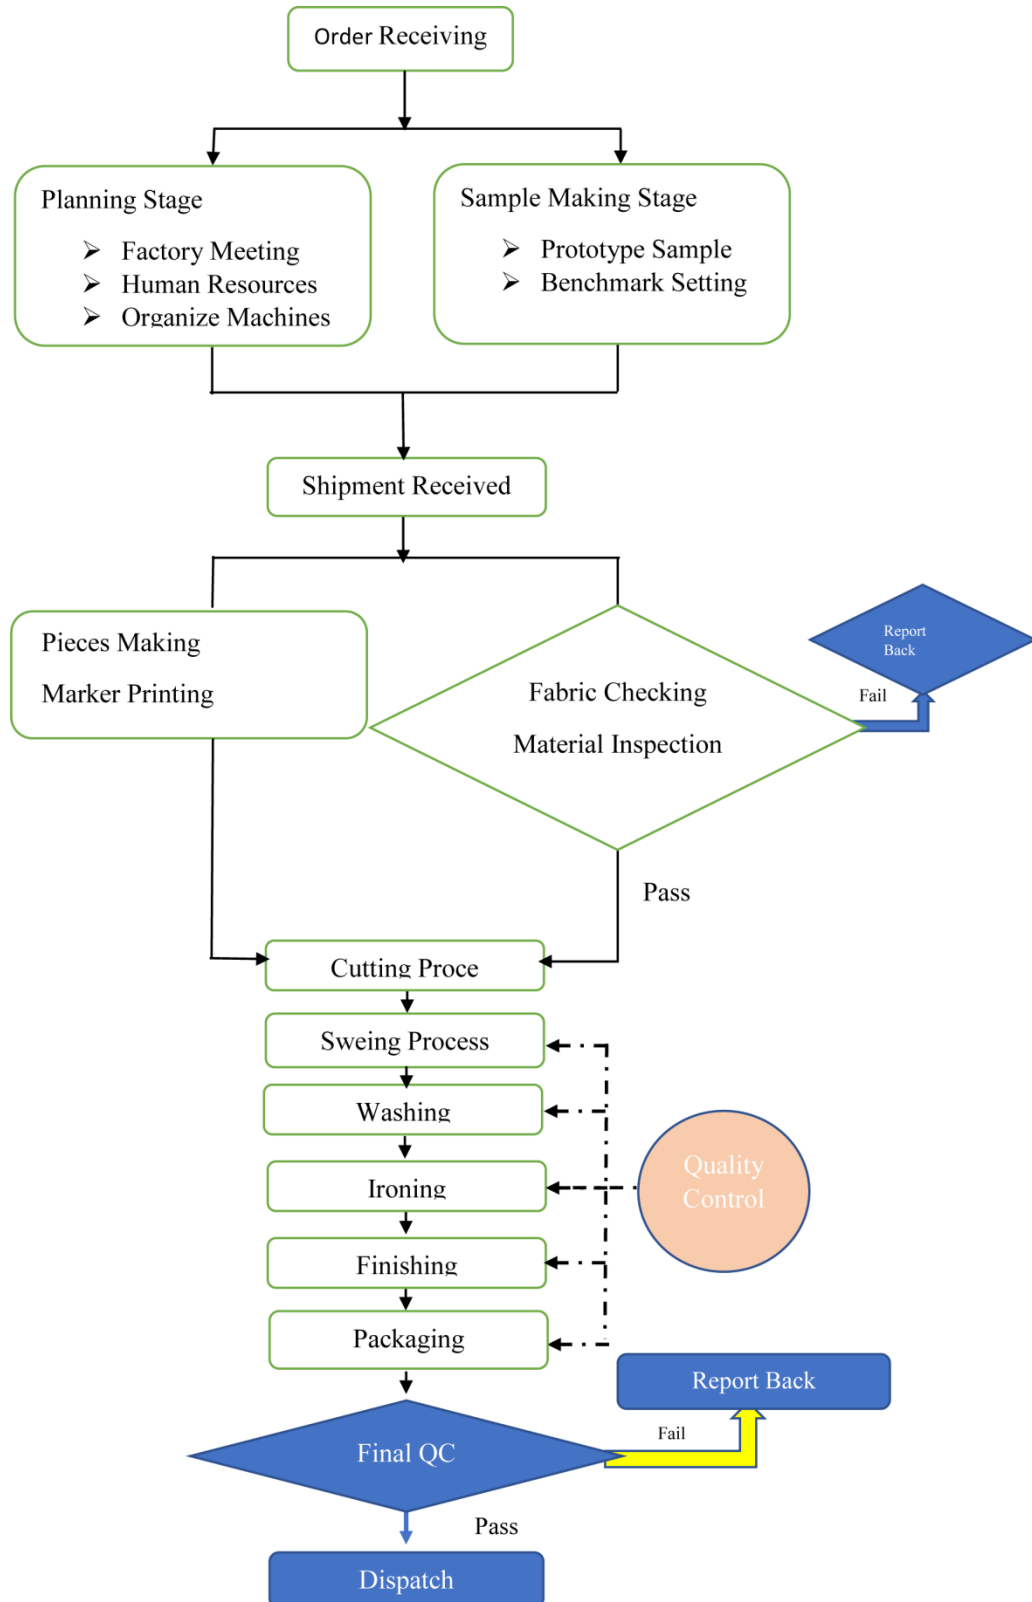 Order Receiving
Planning Stage
➢ Factory Meeting
➢ Human Resources
➢ Organize Machines
Sample Making Stage
➢ Prototype Sample
➢ Benchmark Setting
Shipment Received
Pieces Making
Marker Printing
Fabric Checking
Material Inspection
Report
Back
Fail
Pass
Cutting Proce
Sweing Process
Washing
Ironing
Finishing
Packaging
Quality
Control
Report Back
Fail
Final QC
Pass
Dispatch